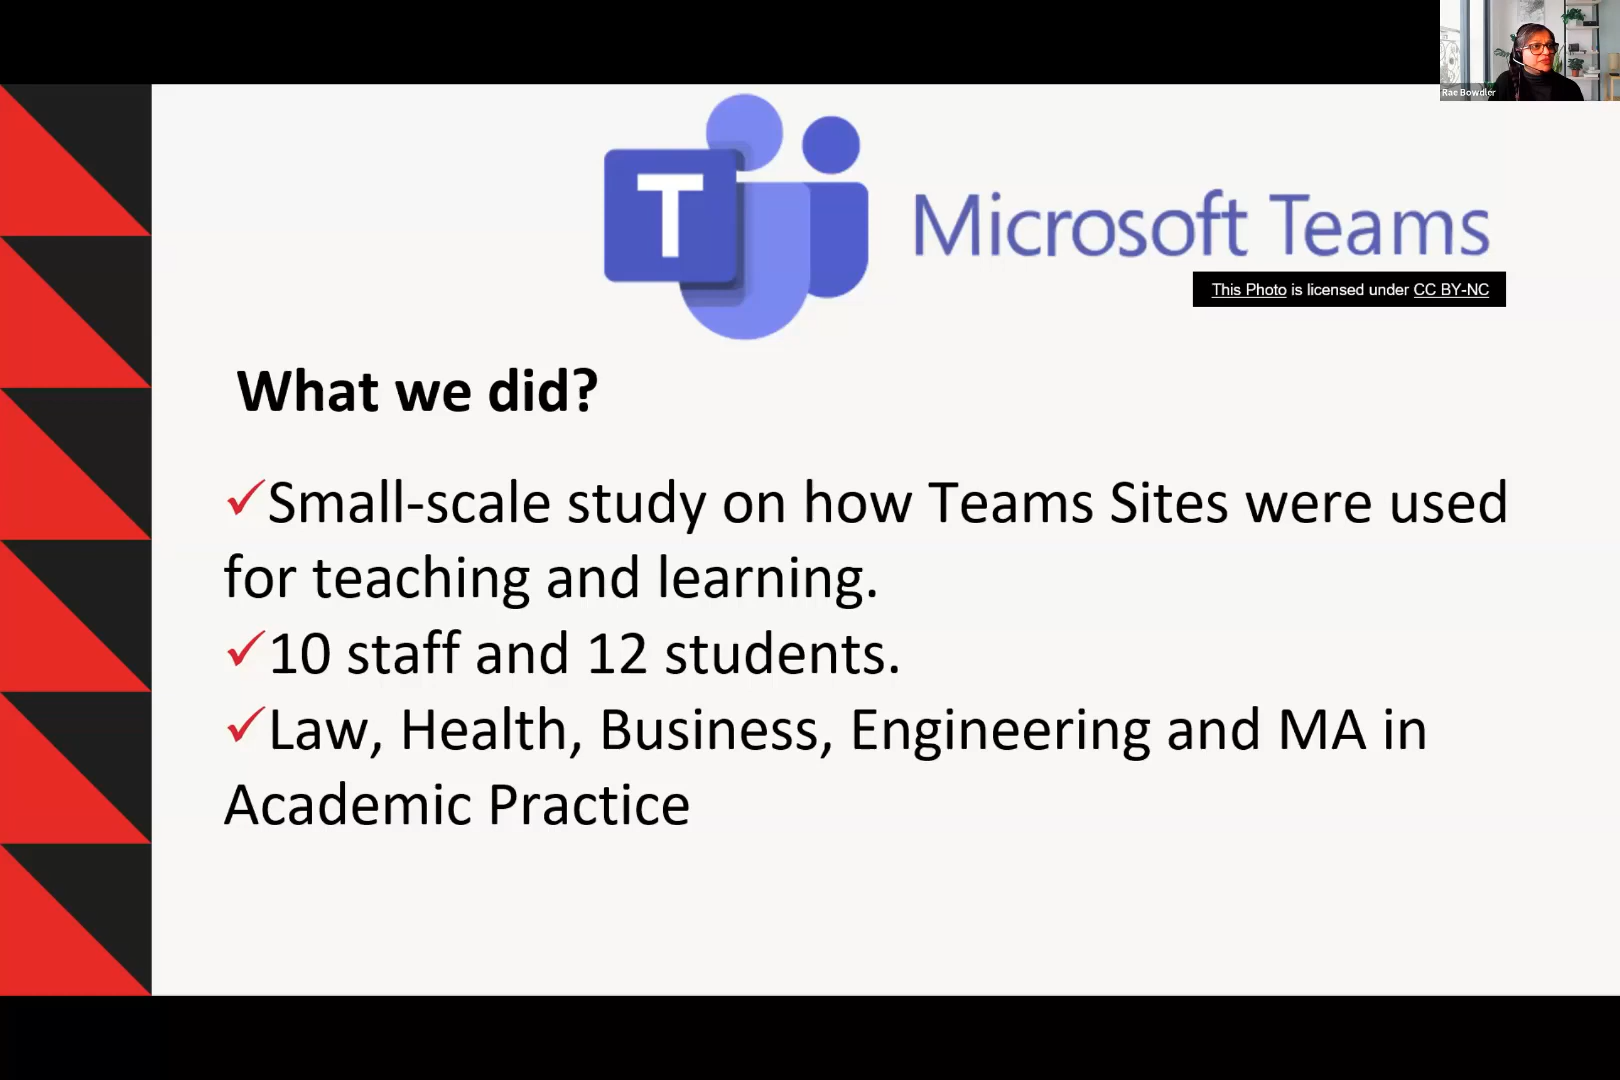 Rae Bowdler
T
Microsoft Teams
This Photo is licensed under CC BY-NC
What we did?
✓Small-scale study on how Teams Sites were used
for teaching and learning.
✓10 staff and 12 students.
✓Law, Health, Business, Engineering and MA in
Academic Practice